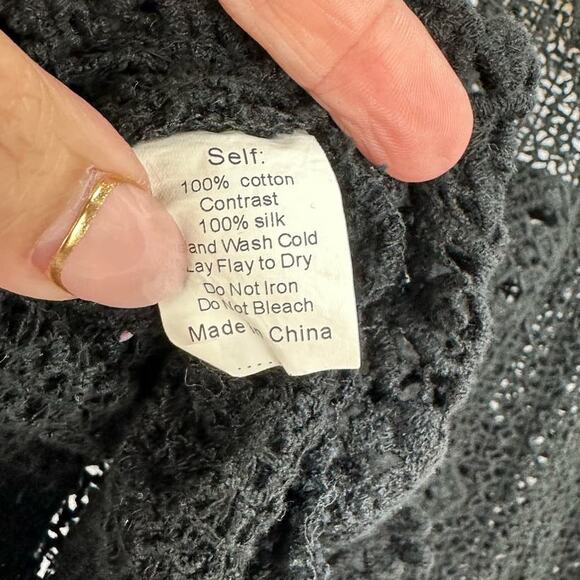 Self:
100% cotton
Contrast
100% silk
and Wash Cold
Lay Flay to Dry
Do Not Iron
Do Not Bleach
Made in China